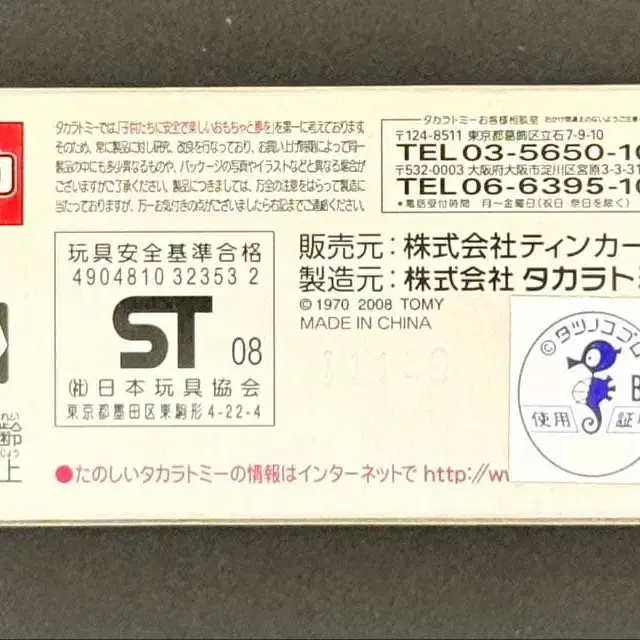 タカラトミーでは、「子供たちに安全で楽しいおもちゃと夢を」を第一に考えております。
そのため、常に製品に対し研究、改良を行なっており、お買い上げ時期によって同一
製品の中にも多少異なるものや、パッケージの写真やイラストなどと異なる場合が
ございますがご了承ください。製品につきましては、万全の注意をはらって製造に
当たっておりますが、万一お気付きの点がございましたら右記までご連絡ください。
タカラトミーお客様相談室
〒124-8511 東京都葛飾区立石7-9-10
TEL 03-5650-10
〒532-0003 大阪府大阪市淀川区宮原3-3-31
TEL 06-6395-10
*電話受付時間 月〜金曜日(祝日 祭日を除く)
玩具安全基準合格
4904810 32353 2
ST 08
㈳日本玩具協会
東京都墨田区東駒形4-22-4
販売元:株式会社ティンカー
製造元:株式会社 タカラト
© 1970 2008 TOMY
MADE IN CHINA
©タツノコプロ
使用
証
齢
上
●たのしいタカラトミーの情報はインターネットで http://w